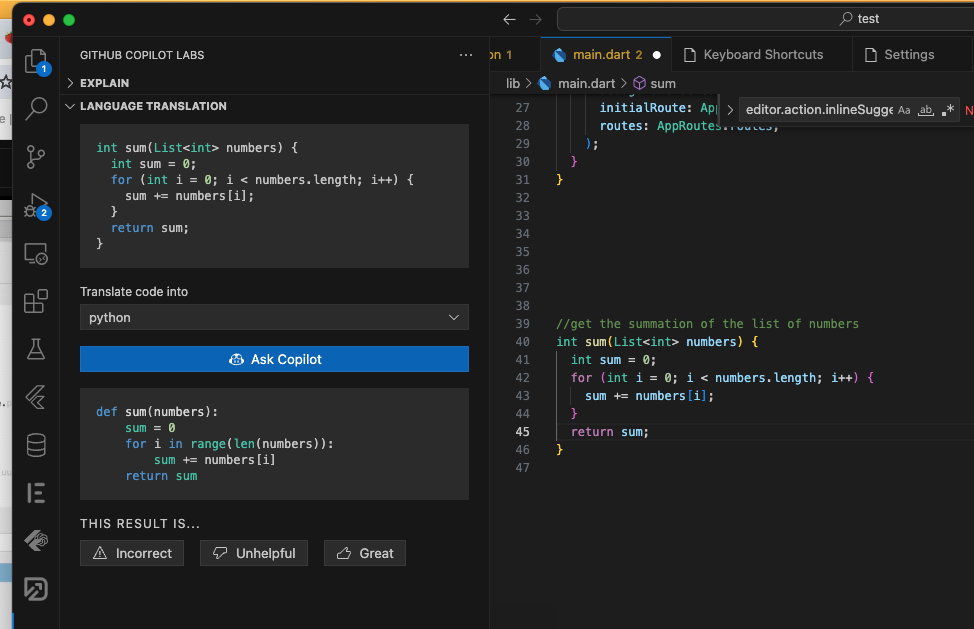 test
GITHUB COPILOT LABS
EXPLAIN
LANGUAGE TRANSLATION
int sum(List<int> numbers) {
  int sum = 0;
  for (int i = 0; i < numbers.length; i++) {
    sum += numbers[i];
  }
  return sum;
}
Translate code into
python
Ask Copilot
def sum(numbers):
    sum = 0
    for i in range(len(numbers)):
        sum += numbers[i]
    return sum
THIS RESULT IS...
Incorrect
Unhelpful
Great
1
2
on 1
main.dart 2
Keyboard Shortcuts
Settings
lib > main.dart > sum
editor.action.inlineSugge
Aa ab, .*
N
27 initialRoute: App
28 routes: AppRoutes.routes,
29 );
30 }
31 }
32
33
34
35
36
37
38
39 //get the summation of the list of numbers
40 int sum(List<int> numbers) {
41   int sum = 0;
42   for (int i = 0; i < numbers.length; i++) {
43     sum += numbers[i];
44   }
45   return sum;
46 }
47